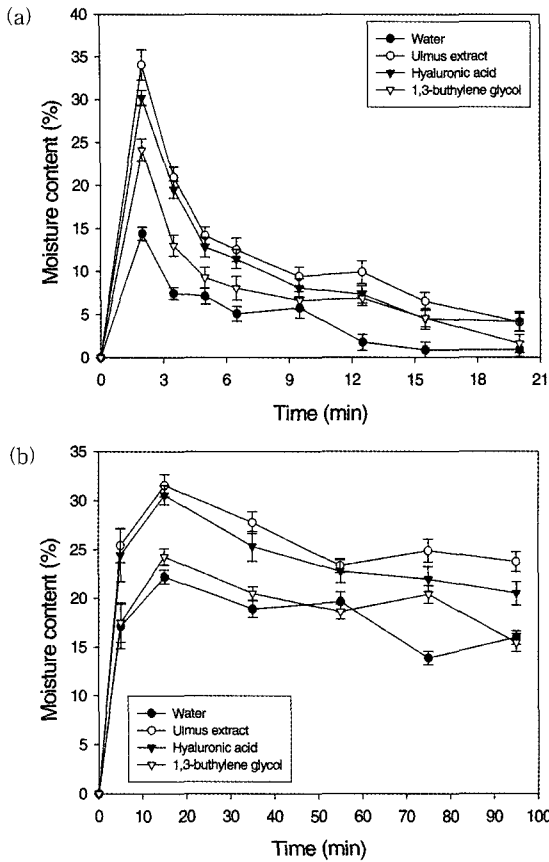 (a)
40
35
30
25
20
15
10
5
0
Moisture content (%)
Water
Ulmus extract
Hyaluronic acid
1,3-buthylene glycol
0 3 6 9 12 15 18 21
Time (min)
(b)
35
30
25
20
15
10
5
0
Moisture content (%)
Water
Ulmus extract
Hyaluronic acid
1,3-buthylene glycol
0 10 20 30 40 50 60 70 80 90 100
Time (min)